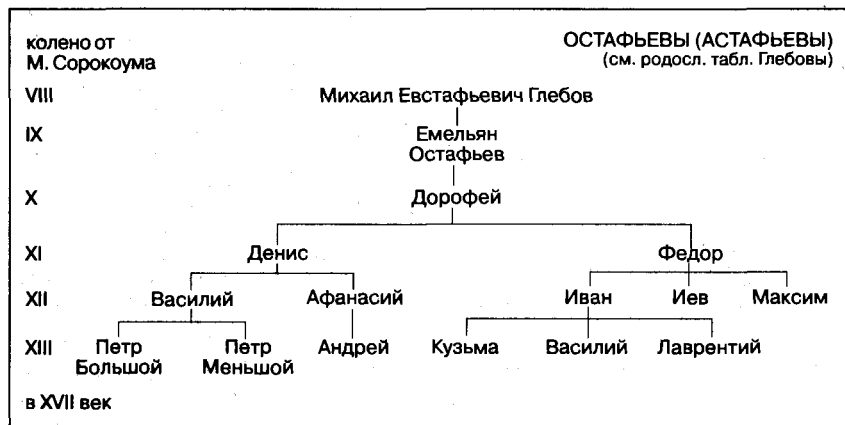 колено от
М. Сорокоума
ОСТАФЬЕВЫ (АСТАФЬЕВЫ)
(см. родосл. табл. Глебовы)
VIII Михаил Евстафьевич Глебов
IX Емельян
Остафьев
X Дорофей
XI Денис Федор
XII Василий Афанасий Иван Иев Максим
XIII Петр Петр Андрей Кузьма Василий Лаврентий
Большой Меньшой
в XVII век